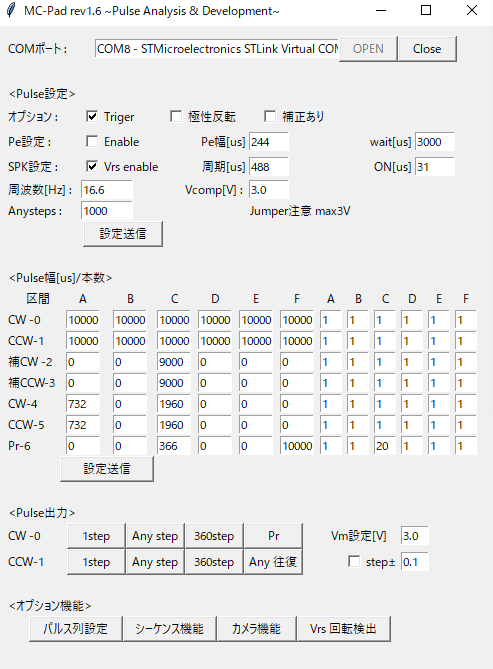 MC-Pad rev1.6 ~Pulse Analysis & Development~
COMポート : COM8 - STMicroelectronics STLink Virtual COM OPEN Close
<Pulse設定>
オプション : Triger 極性反転 補正あり
Pe設定 : Enable Pe幅[us] 244 wait[us] 3000
SPK設定 : Vrs enable 周期[us] 488 ON[us] 31
周波数[Hz] : 16.6 Vcomp[V] : 3.0
Anysteps : 1000 Jumper注意 max3V
設定送信
<Pulse幅[us]/本数>
区間 A B C D E F A B C D E F
CW -0 10000 10000 10000 10000 10000 10000 1 1 1 1 1 1
CCW-1 10000 10000 10000 10000 10000 10000 1 1 1 1 1 1
補CW -2 0 0 9000 0 0 0 1 1 1 1 1 1
補CCW-3 0 0 9000 0 0 0 1 1 1 1 1 1
CW-4 732 0 1960 0 0 0 1 1 1 1 1 1
CCW-5 732 0 1960 0 0 0 1 1 1 1 1 1
Pr-6 0 0 366 0 0 10000 1 1 20 1 1 1
設定送信
<Pulse出力>
CW -0 1step Any step 360step Pr Vm設定[V] 3.0
CCW-1 1step Any step 360step Any 往復 step± 0.1
<オプション機能>
パルス列設定 シーケンス機能 カメラ機能 Vrs 回転検出